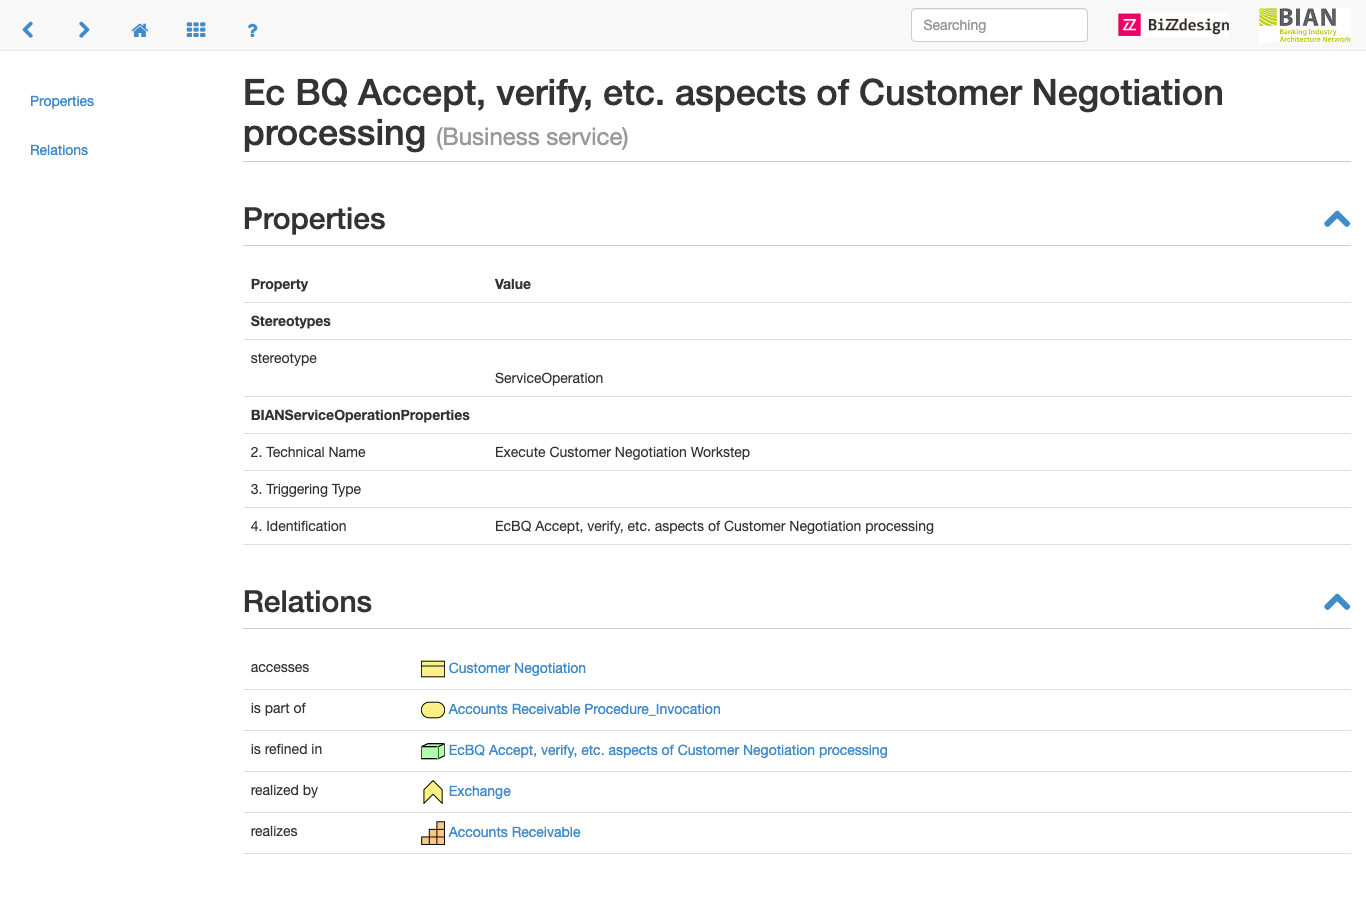 ?
Searching
BiZZdesign
BIAN
Banking Industry
Architecture Network
Properties
Relations
Ec BQ Accept, verify, etc. aspects of Customer Negotiation
processing (Business service)
Properties
Property Value
Stereotypes
stereotype
ServiceOperation
BIANServiceOperationProperties
2. Technical Name Execute Customer Negotiation Workstep
3. Triggering Type
4. Identification EcBQ Accept, verify, etc. aspects of Customer Negotiation processing
Relations
accesses Customer Negotiation
is part of Accounts Receivable Procedure_Invocation
is refined in EcBQ Accept, verify, etc. aspects of Customer Negotiation processing
realized by Exchange
realizes Accounts Receivable